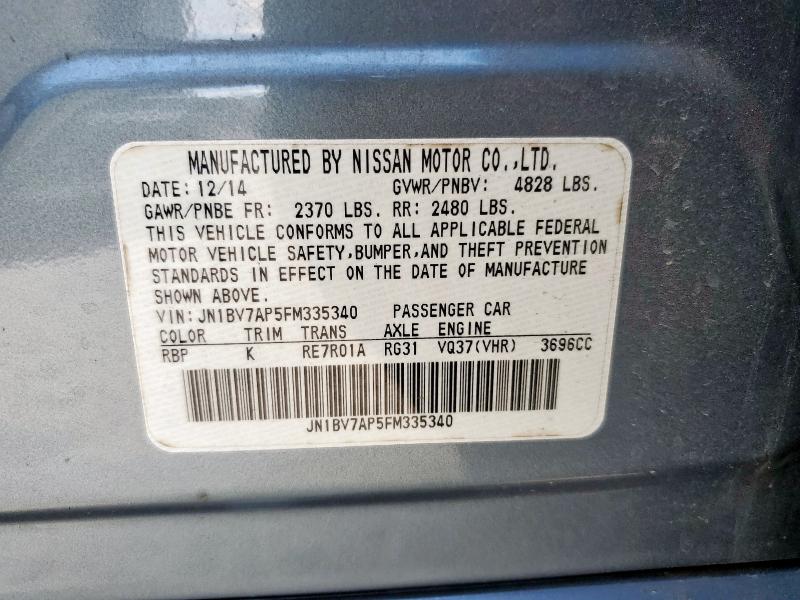 MANUFACTURED BY NISSAN MOTOR CO.,LTD.
DATE: 12/14 GVWR/PNBV: 4828 LBS.
GAWR/PNBE FR: 2370 LBS. RR: 2480 LBS.
THIS VEHICLE CONFORMS TO ALL APPLICABLE FEDERAL
MOTOR VEHICLE SAFETY,BUMPER,AND THEFT PREVENTION
STANDARDS IN EFFECT ON THE DATE OF MANUFACTURE
SHOWN ABOVE.
VIN: JN1BV7AP5FM335340 PASSENGER CAR
COLOR TRIM TRANS AXLE ENGINE
RBP K RE7R01A RG31 VQ37(VHR) 3696CC
JN1BV7AP5FM335340